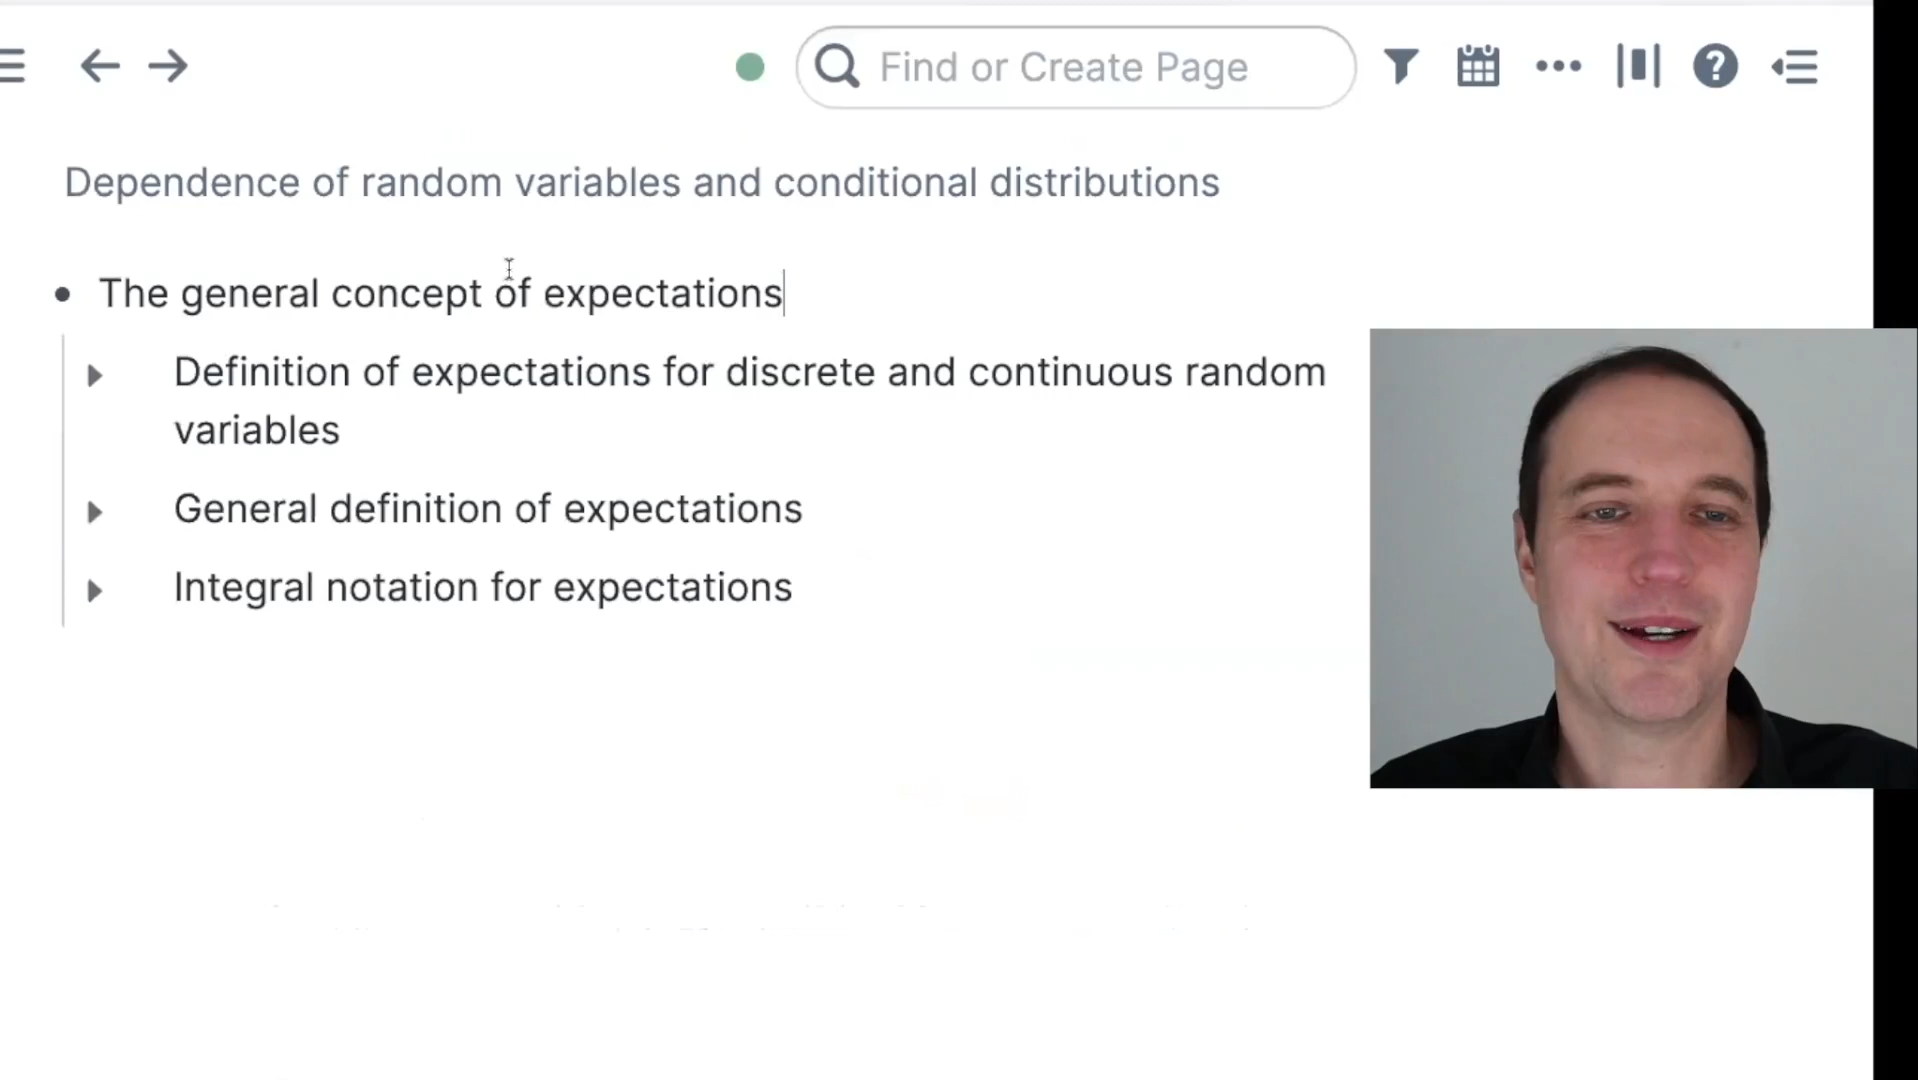 Find or Create Page
Dependence of random variables and conditional distributions
The general concept of expectations
Definition of expectations for discrete and continuous random
variables
General definition of expectations
Integral notation for expectations